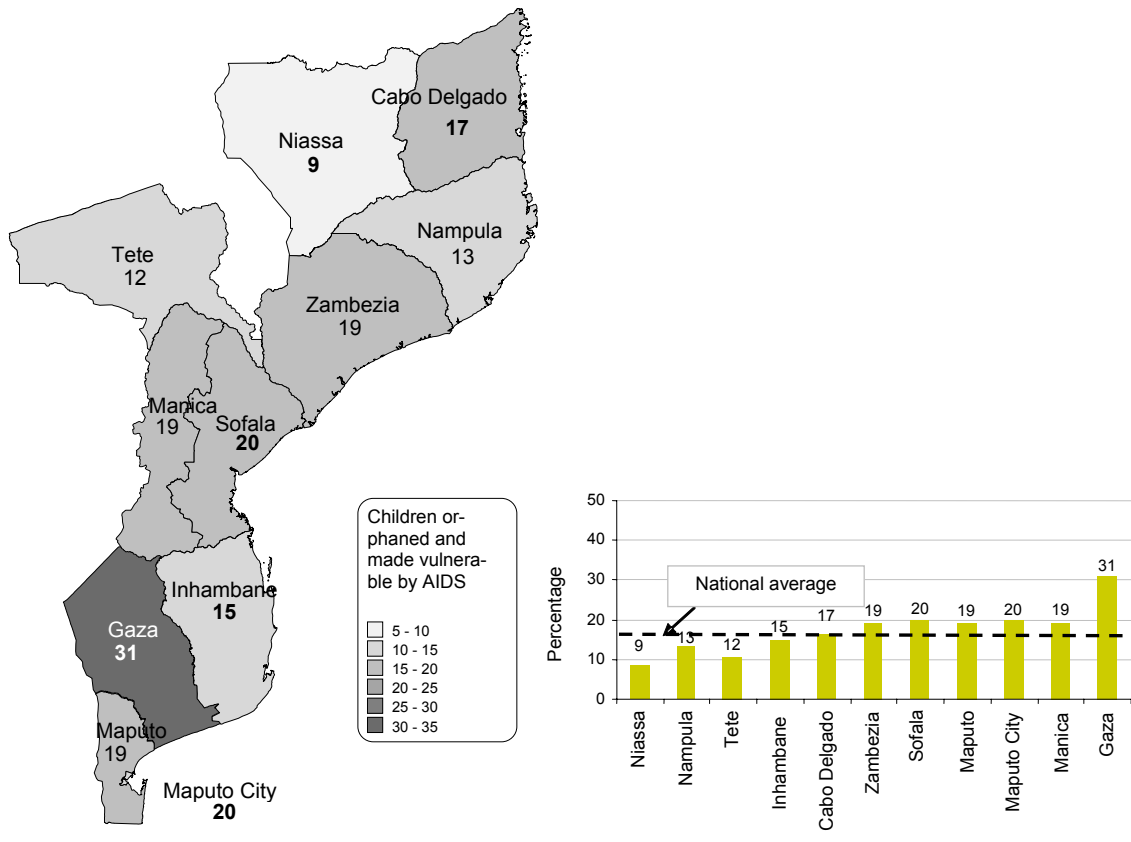 Cabo Delgado
17
Niassa
9
Nampula
13
Tete
12
Zambezia
19
Manica
19
Sofala
20
Inhambane
15
Gaza
31
Maputo
19
Maputo City
20
Children or-
phaned and
made vulnera-
ble by AIDS
5 - 10
10 - 15
15 - 20
20 - 25
25 - 30
30 - 35
Percentage
50
40
30
20
10
0
National average
9
13
12
15
17
19
20
19
20
19
31
Niassa
Nampula
Tete
Inhambane
Cabo Delgado
Zambezia
Sofala
Maputo
Maputo City
Manica
Gaza